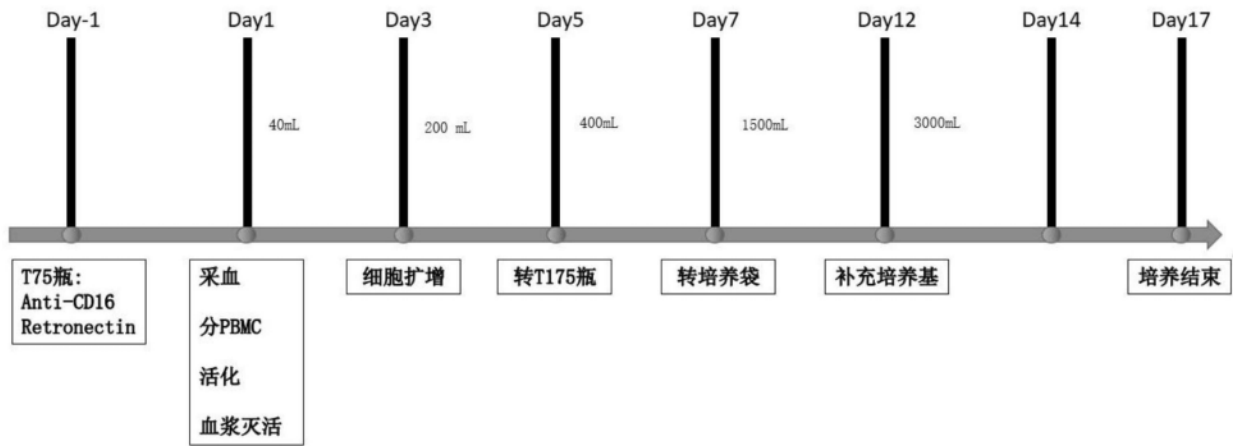 Day-1
Day1
Day3
Day5
Day7
Day12
Day14
Day17
40mL
200 mL
400mL
1500mL
3000mL
T75瓶:
Anti-CD16
Retronectin
采血
分PBMC
活化
血浆灭活
细胞扩增
转T175瓶
转培养袋
补充培养基
培养结束